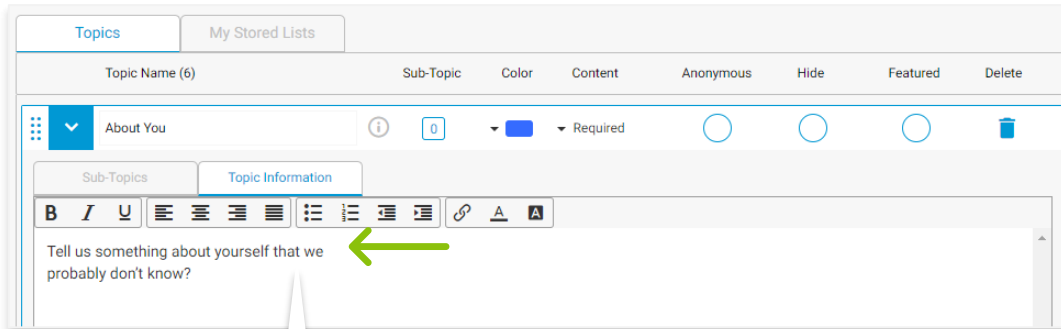 Topics My Stored Lists
Topic Name (6) Sub-Topic Color Content Anonymous Hide Featured Delete
About You 0 Required
Sub-Topics Topic Information
B I U A A
Tell us something about yourself that we
probably don't know?